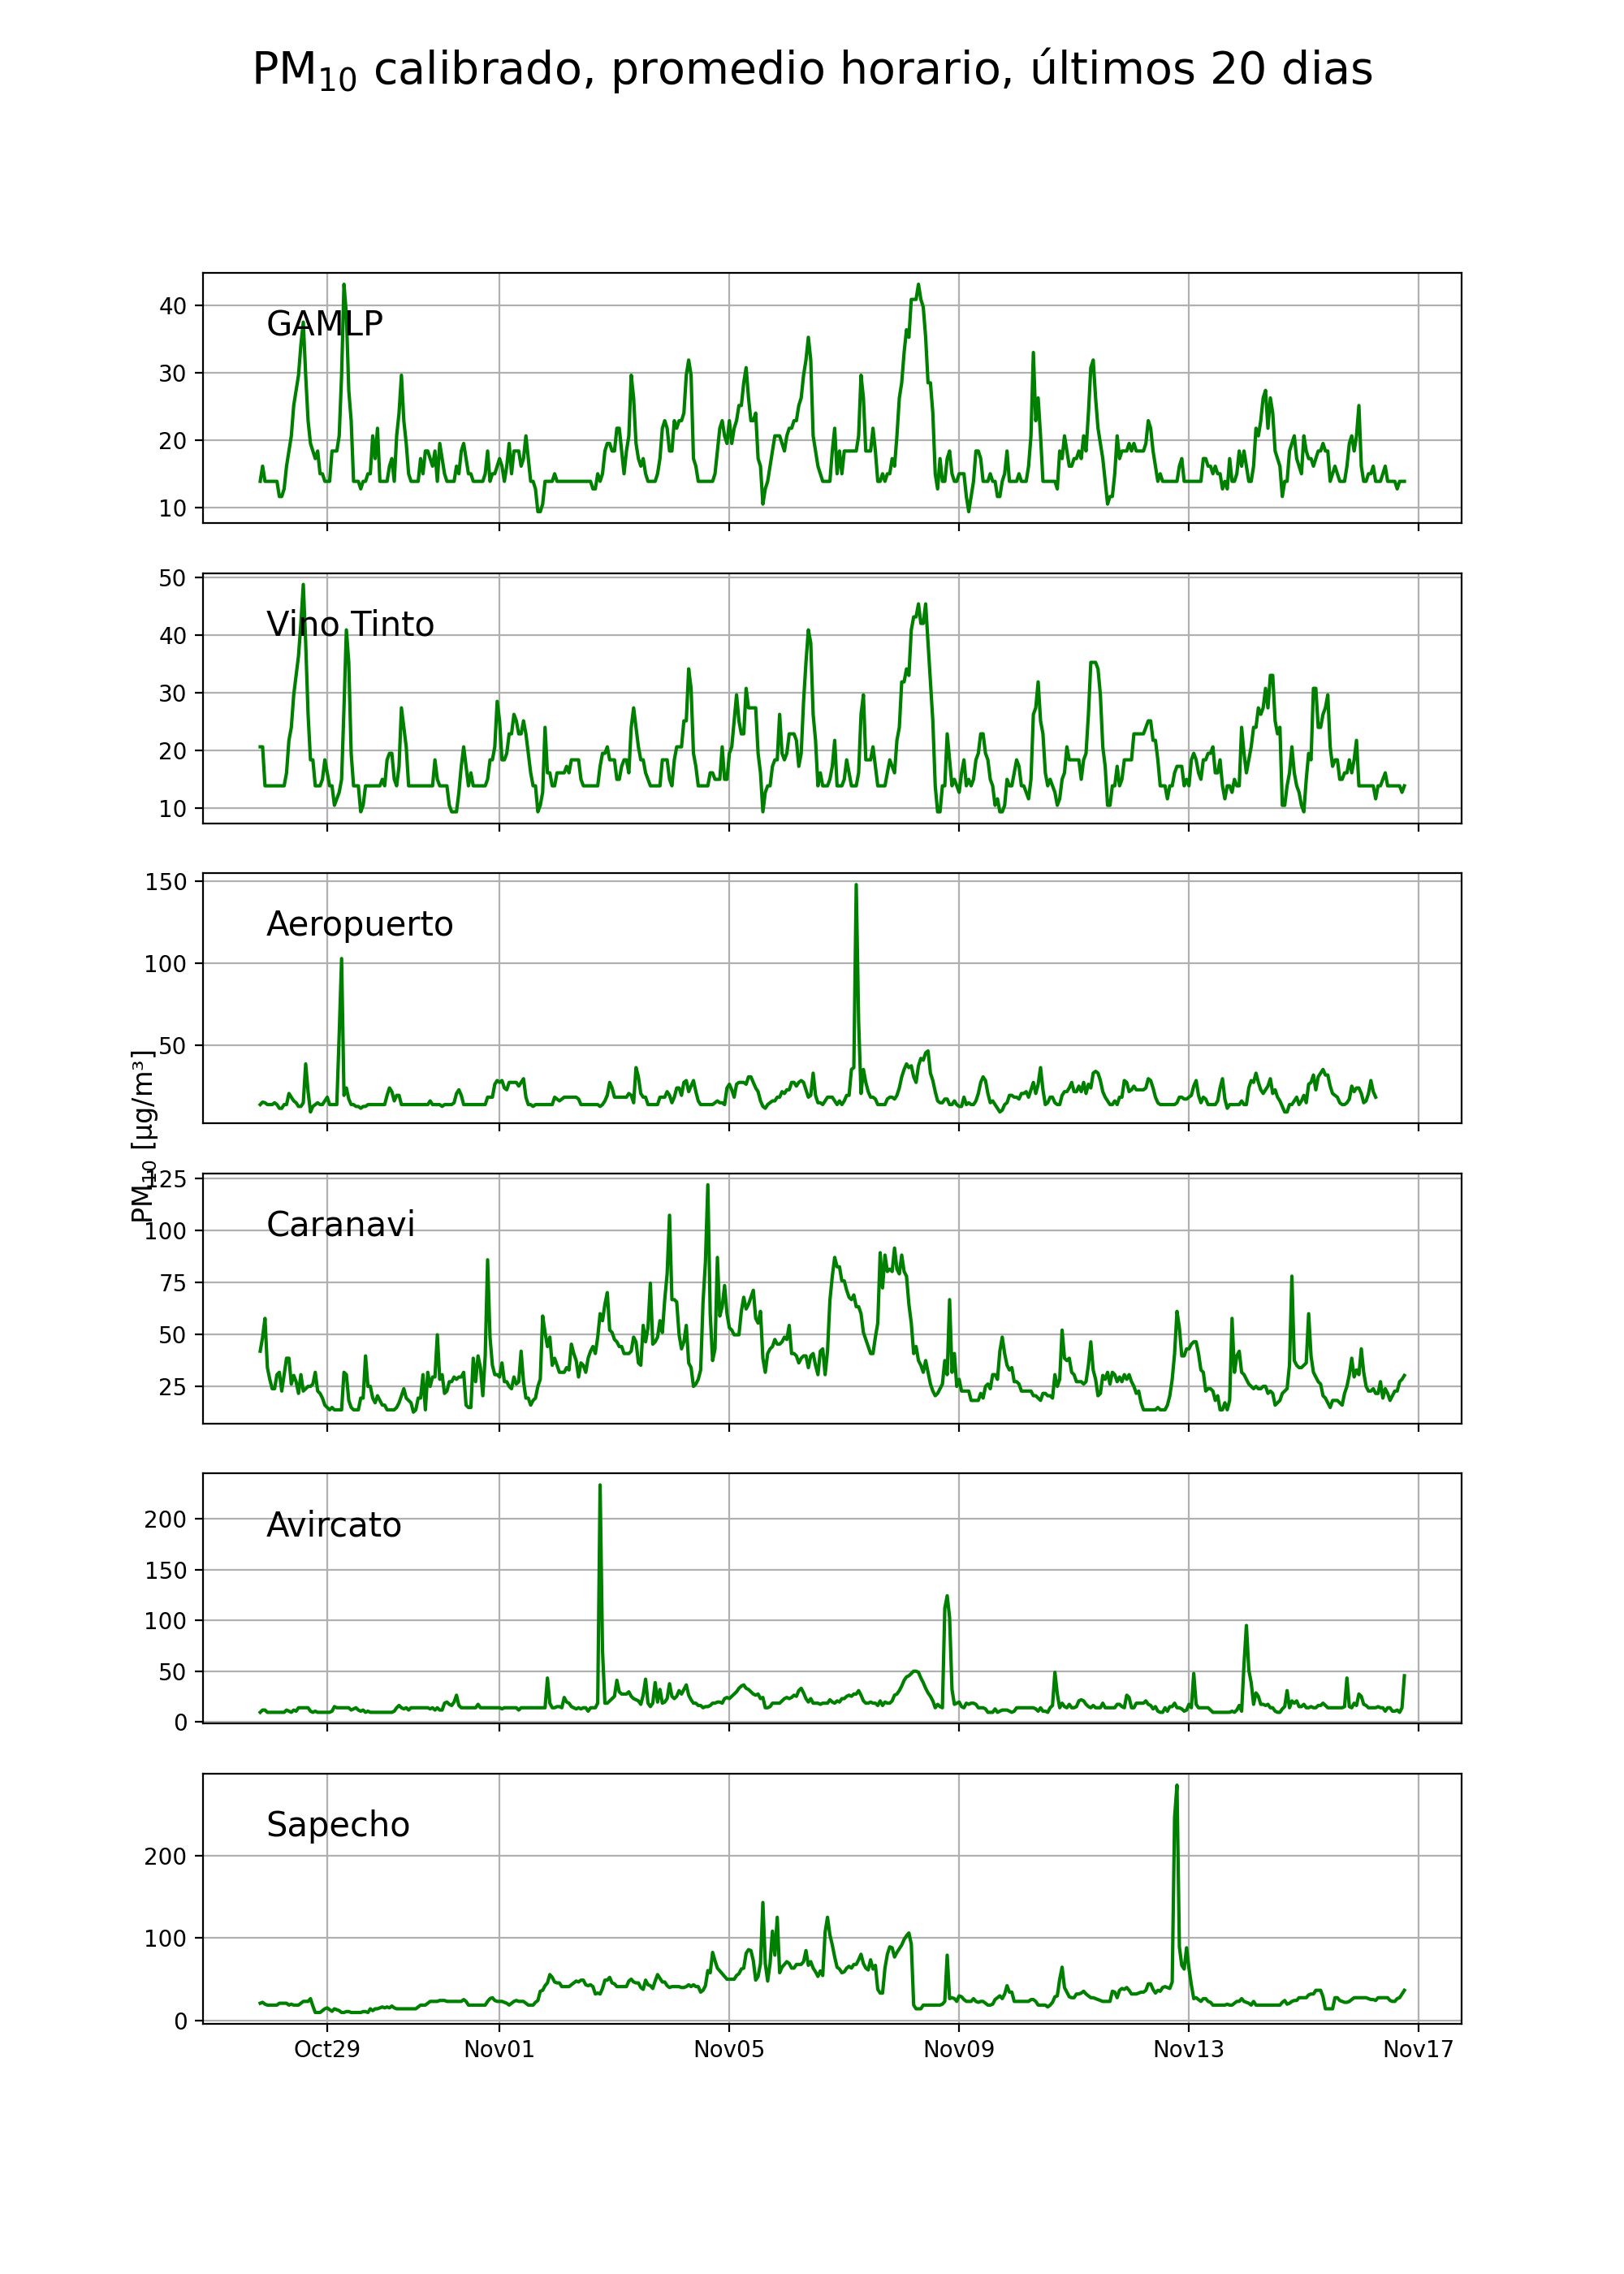 PM₁₀ calibrado, promedio horario, últimos 20 dias
GAMLP
40
30
20
10
Vino Tinto
50
40
30
20
10
Aeropuerto
150
100
50
PM₁₀ [µg/m³]
Caranavi
125
100
75
50
25
Avircato
200
150
100
50
0
Sapecho
200
100
0
Oct29 Nov01 Nov05 Nov09 Nov13 Nov17